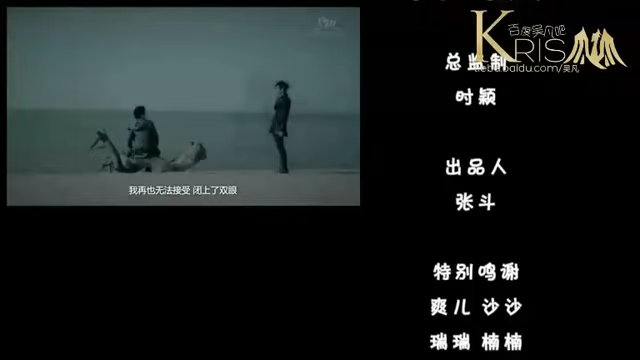 百度吴凡吧
KRIS
tieba.baidu.com/吴凡
总监制
时颖
我再也无法接受 闭上了双眼
出品人
张斗
特别鸣谢
爽儿 沙沙
瑞瑞 楠楠